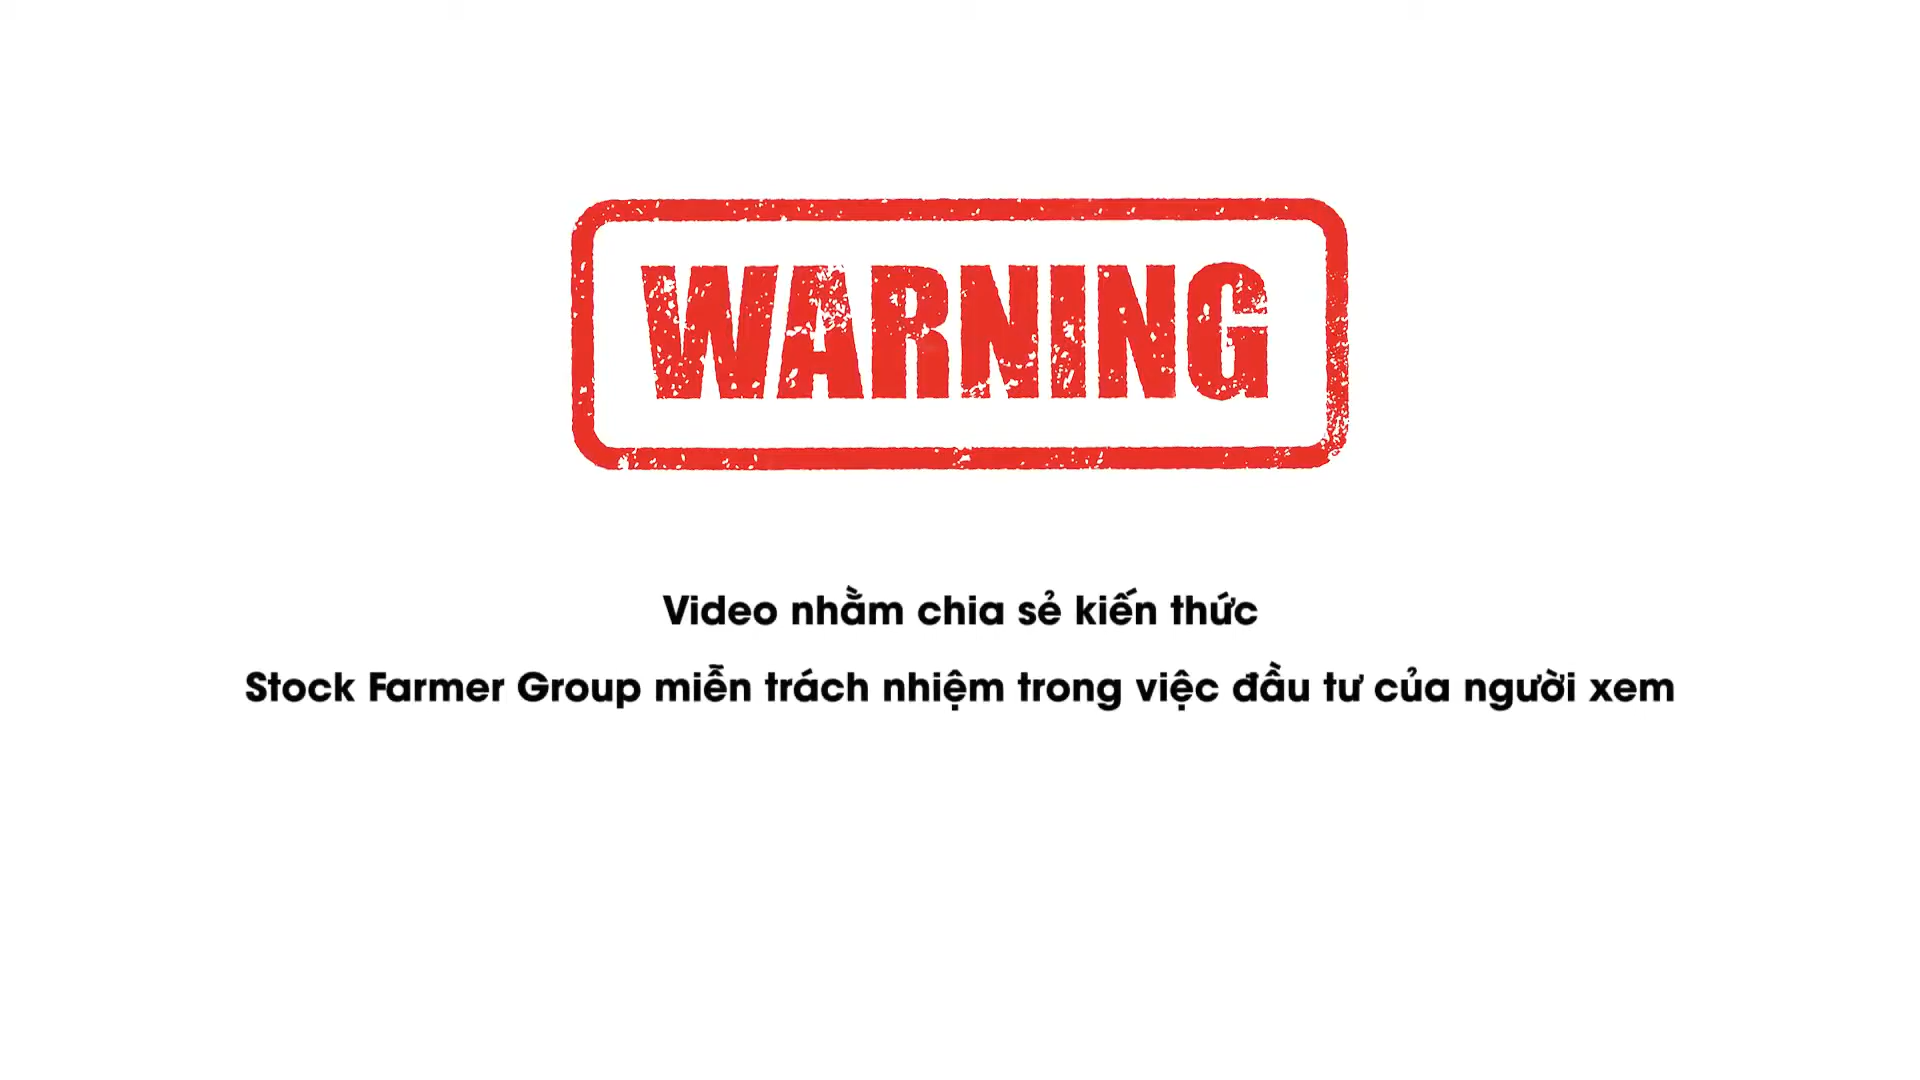 WARNING
Video nhằm chia sẻ kiến thức
Stock Farmer Group miễn trách nhiệm trong việc đầu tư của người xem